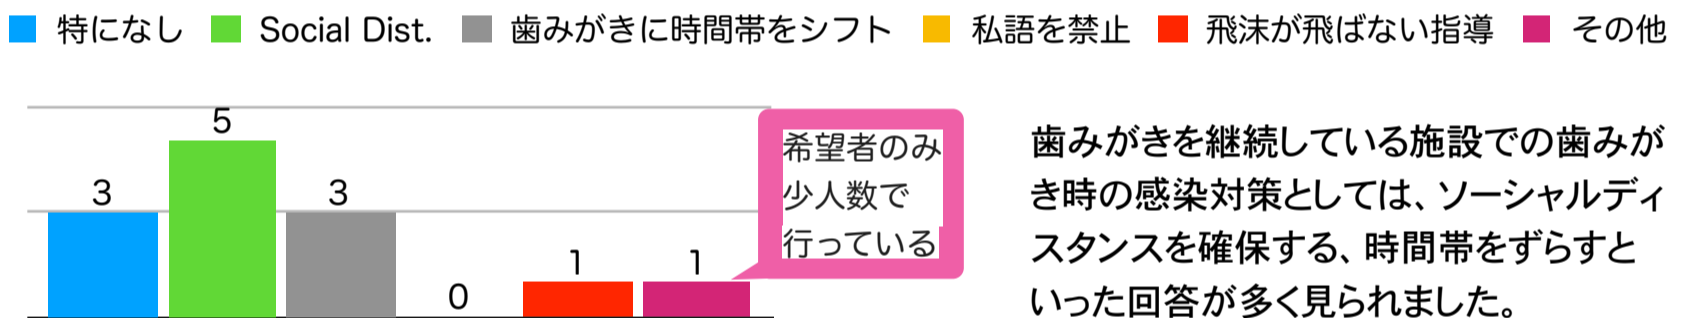 特になし Social Dist. 歯みがきに時間帯をシフト 私語を禁止 飛沫が飛ばない指導 その他
5
3 3
1 1
0
希望者のみ
少人数で
行っている
歯みがきを継続している施設での歯みが
き時の感染対策としては、ソーシャルディ
スタンスを確保する、時間帯をずらすと
いった回答が多く見られました。